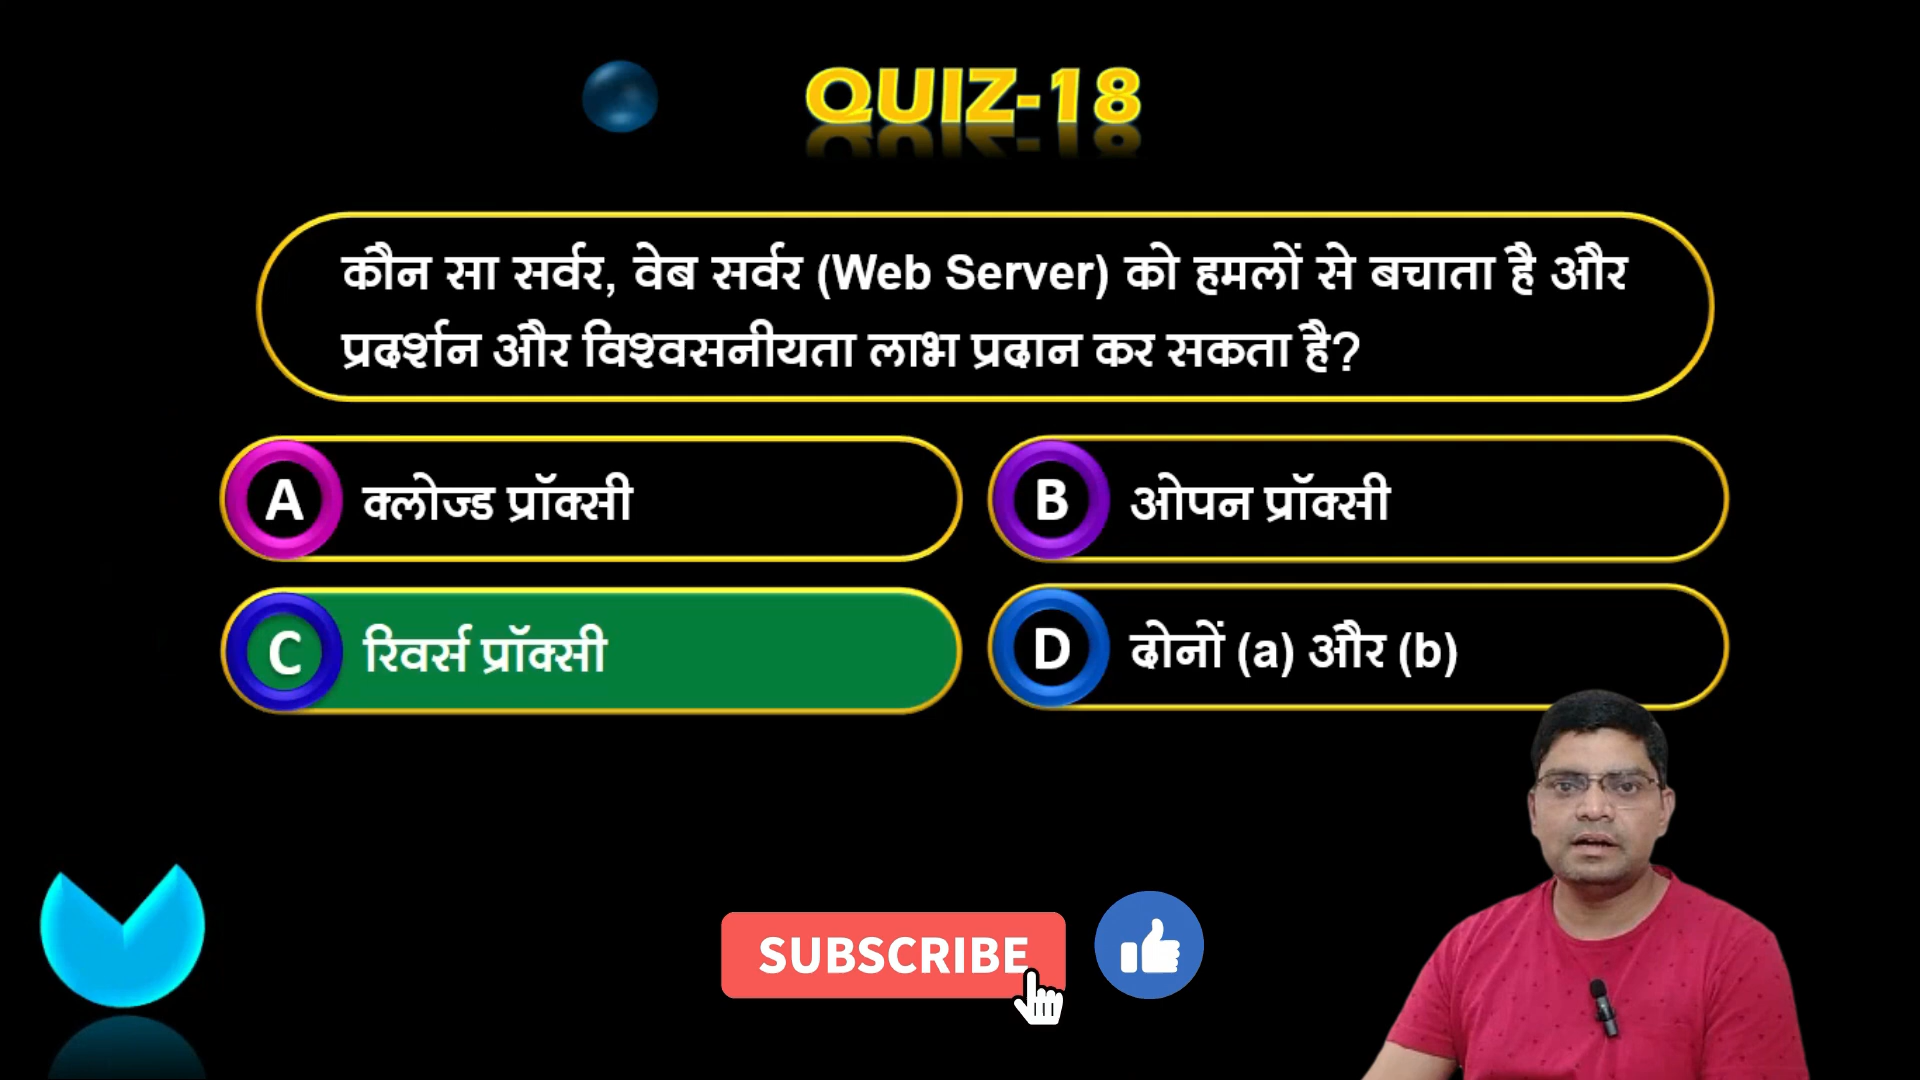 QUIZ-18
कौन सा सर्वर, वेब सर्वर (Web Server) को हमलों से बचाता है और
प्रदर्शन और विश्वसनीयता लाभ प्रदान कर सकता है?
A क्लोज्ड प्रॉक्सी
B ओपन प्रॉक्सी
C रिवर्स प्रॉक्सी
D दोनों (a) और (b)
SUBSCRIBE